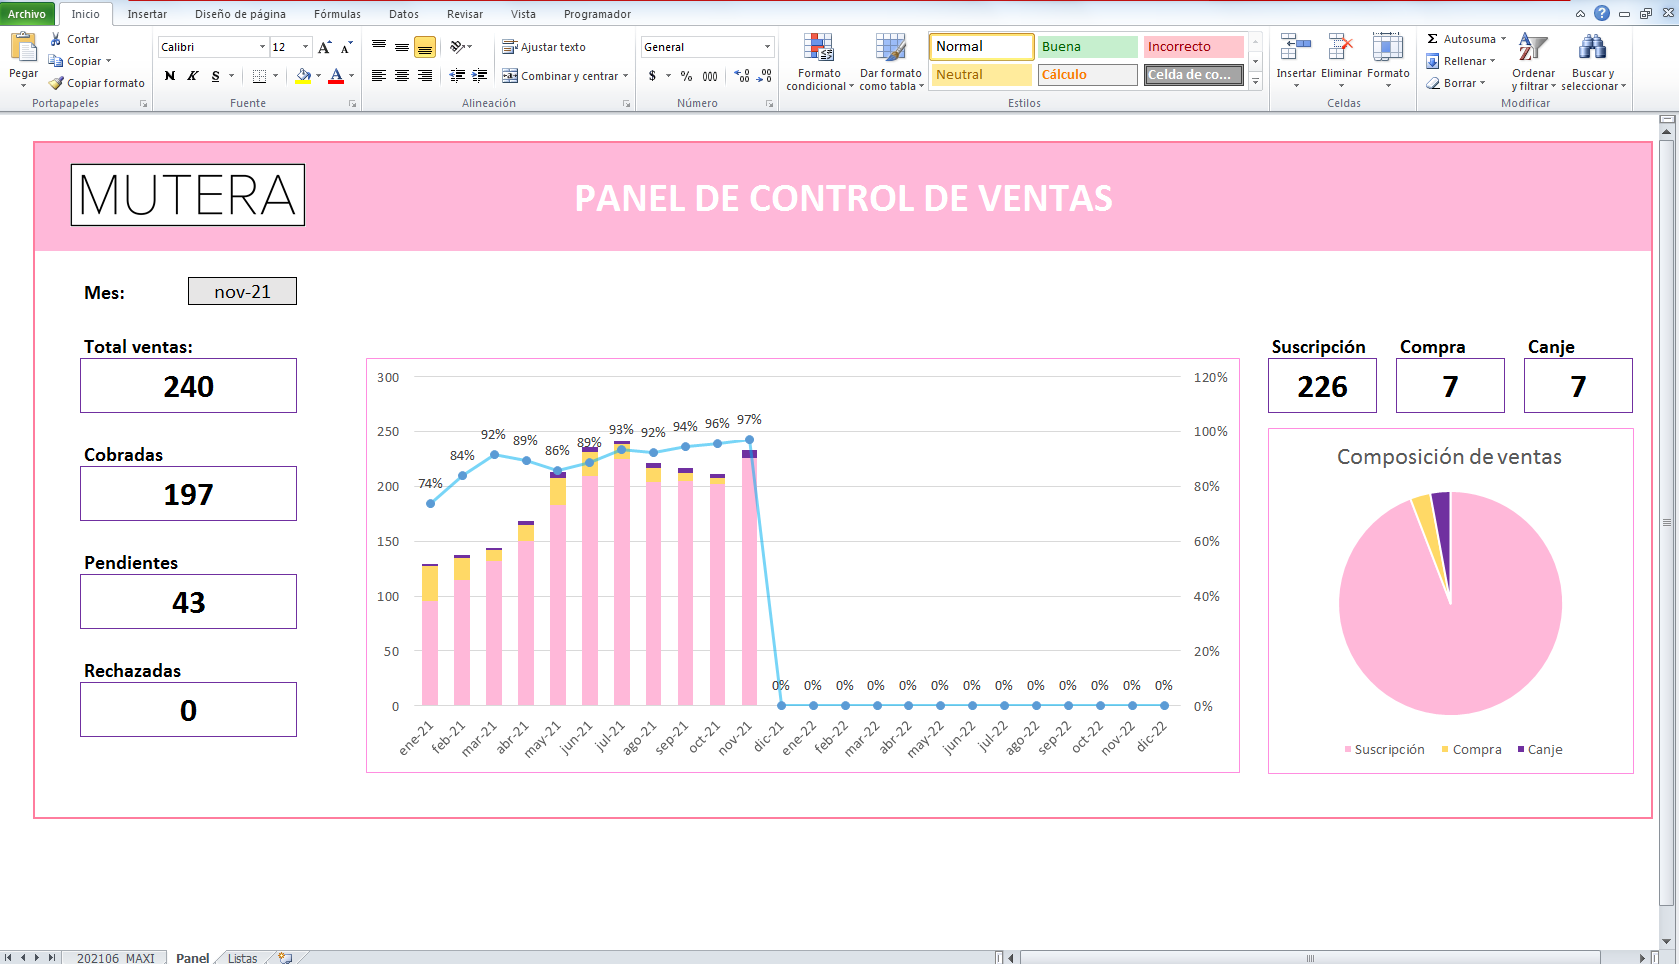 Archivo Inicio Insertar Diseño de página Fórmulas Datos Revisar Vista Programador
Pegar
Cortar
Copiar
Copiar formato
Portapapeles
Calibri 12
N K S
Fuente
Ajustar texto
Combinar y centrar
Alineación
General
$ % 000
Número
Formato condicional
Dar formato como tabla
Normal Buena Incorrecto
Neutral Cálculo Celda de co...
Estilos
Insertar Eliminar Formato
Celdas
Autosuma
Rellenar
Borrar
Ordenar y filtrar
Buscar y seleccionar
Modificar
MUTERA
PANEL DE CONTROL DE VENTAS
Mes: nov-21
Total ventas:
240
Cobradas
197
Pendientes
43
Rechazadas
0
300
250
200
150
100
50
0
120%
100%
80%
60%
40%
20%
0%
74% 84% 92% 89% 86% 89% 93% 92% 94% 96% 97% 0% 0% 0% 0% 0% 0% 0% 0% 0% 0% 0% 0% 0%
ene-21 feb-21 mar-21 abr-21 may-21 jun-21 jul-21 ago-21 sep-21 oct-21 nov-21 dic-21 ene-22 feb-22 mar-22 abr-22 may-22 jun-22 jul-22 ago-22 sep-22 oct-22 nov-22 dic-22
Suscripción Compra Canje
226 7 7
Composición de ventas
Suscripción Compra Canje
202106 MAXI Panel Listas